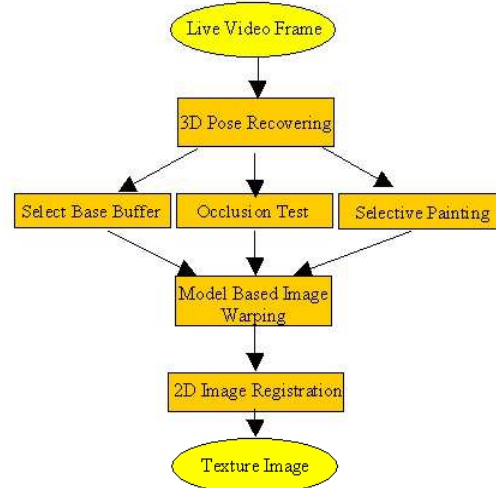 Live Video Frame
3D Pose Recovering
Select Base Buffer
Occlusion Test
Selective Painting
Model Based Image
Warping
2D Image Registration
Texture Image